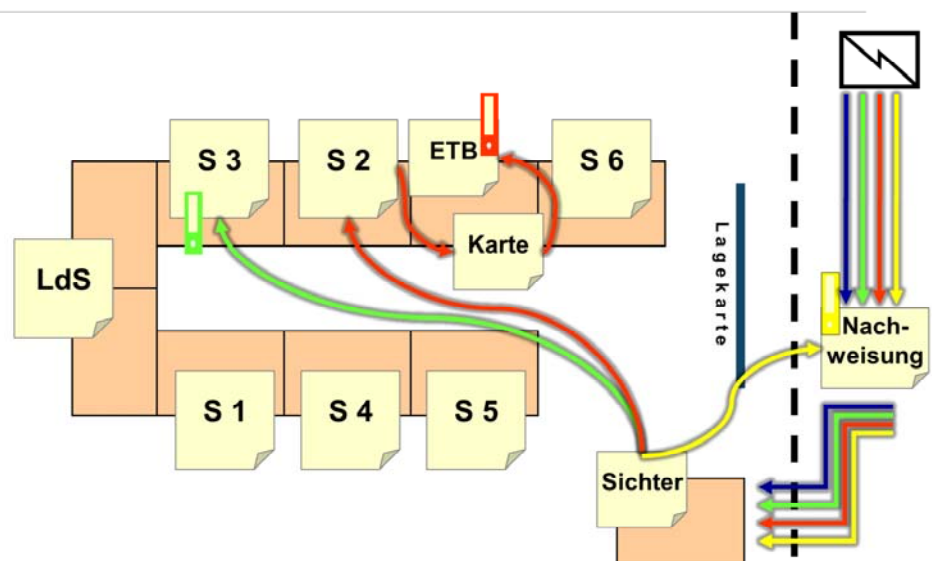 S 3
S 2
ETB
S 6
Karte
LdS
Lagekarte
Nach-
weisung
S 1
S 4
S 5
Sichter